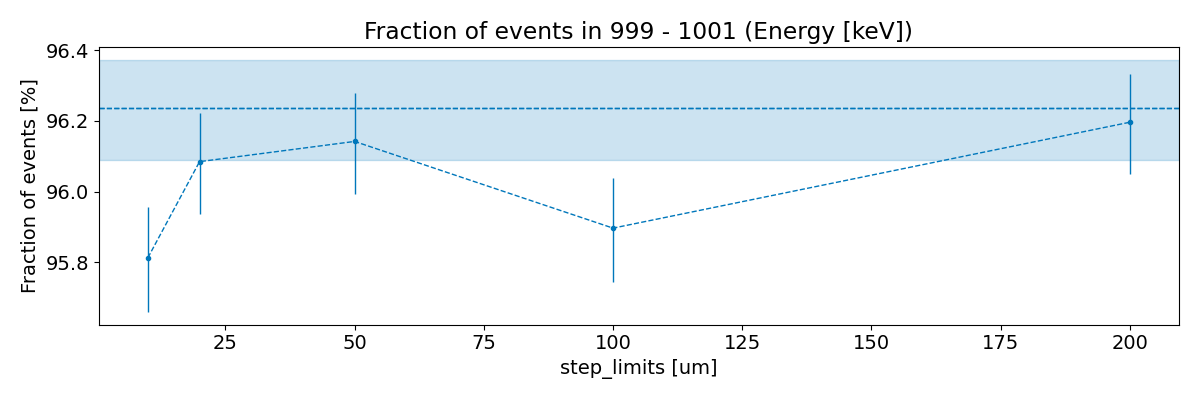 Fraction of events in 999 - 1001 (Energy [keV])
96.4
96.2
96.0
95.8
Fraction of events [%]
25 50 75 100 125 150 175 200
step_limits [um]